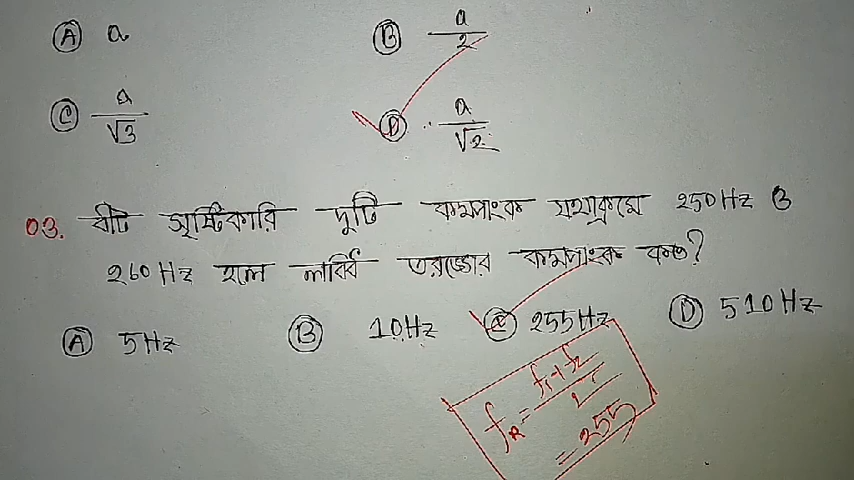 Ⓐ a Ⓑ a/2
Ⓒ a/√3 Ⓓ a/√2
03. বীট সৃষ্টিকারি দুটি কম্পাংক যথাক্রমে 250Hz ও
260Hz হলে লব্ধি তরঙ্গের কম্পাংক কত?
Ⓐ 5Hz Ⓑ 10Hz Ⓒ 255Hz Ⓓ 510Hz
f_R = (f₁+f₂)/2
= 255